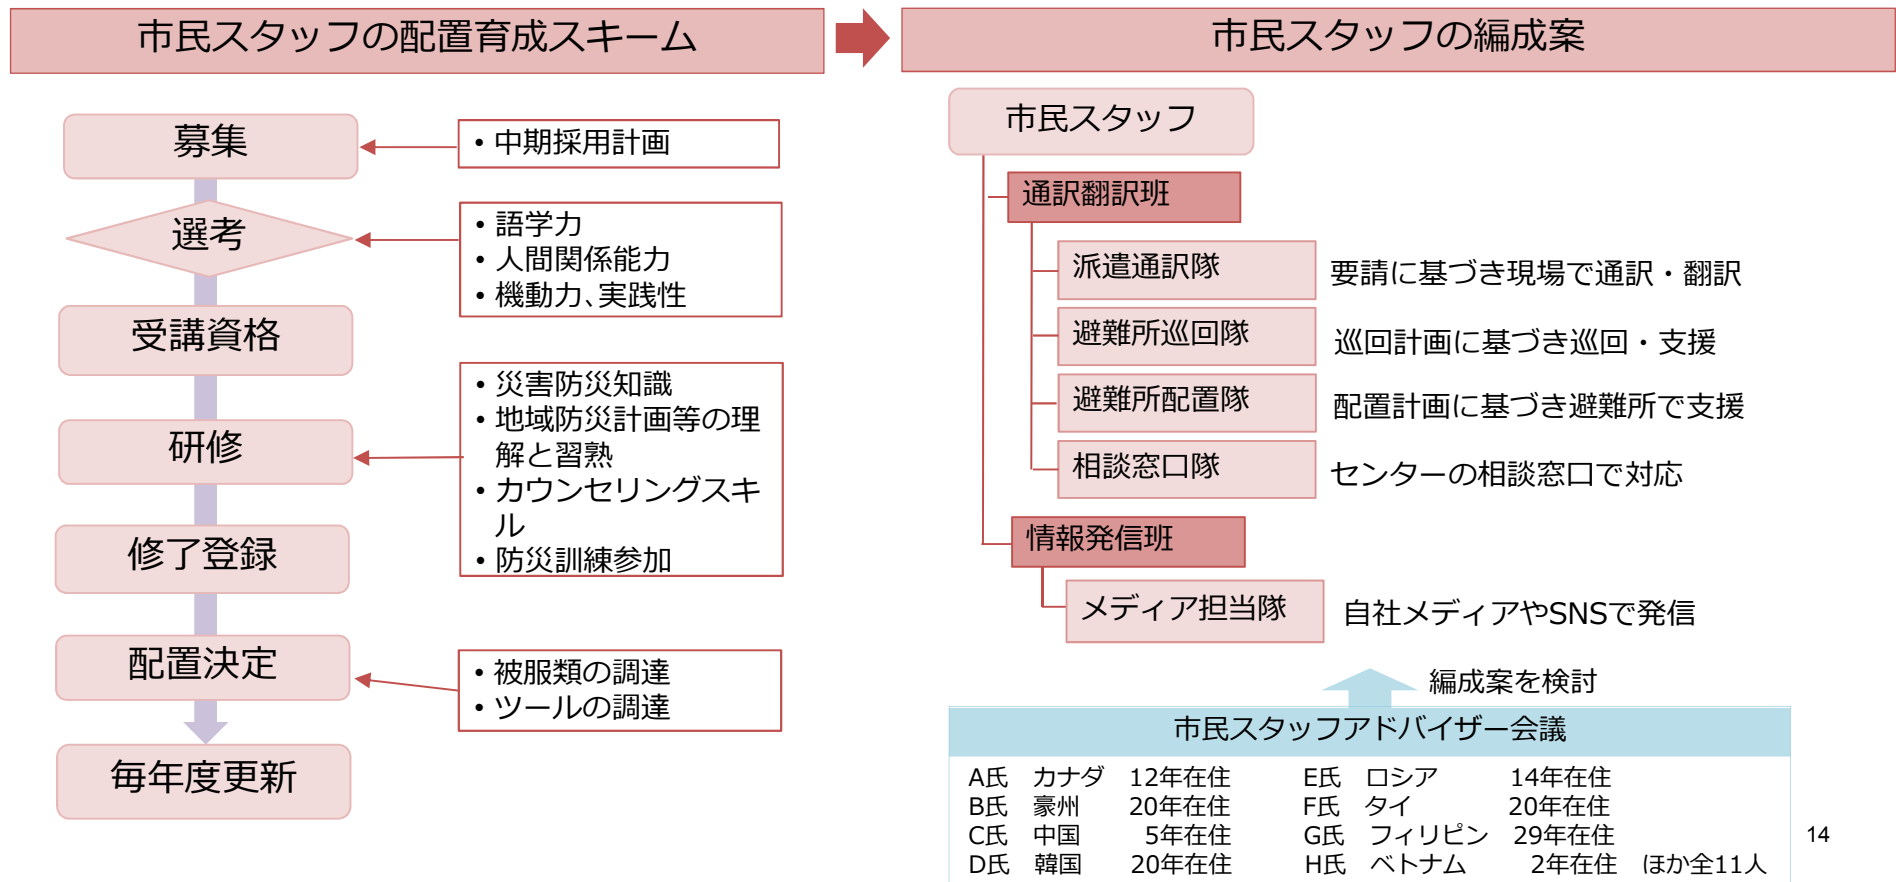 市民スタッフの配置育成スキーム
募集
・中期採用計画
選考
・語学力
・人間関係能力
・機動力、実践性
受講資格
研修
・災害防災知識
・地域防災計画等の理
解と習熟
・カウンセリングスキ
ル
・防災訓練参加
修了登録
配置決定
・被服類の調達
・ツールの調達
毎年度更新
市民スタッフの編成案
市民スタッフ
通訳翻訳班
派遣通訳隊 要請に基づき現場で通訳・翻訳
避難所巡回隊 巡回計画に基づき巡回・支援
避難所配置隊 配置計画に基づき避難所で支援
相談窓口隊 センターの相談窓口で対応
情報発信班
メディア担当隊 自社メディアやSNSで発信
編成案を検討
市民スタッフアドバイザー会議
A氏 カナダ 12年在住 E氏 ロシア 14年在住
B氏 豪州 20年在住 F氏 タイ 20年在住
C氏 中国 5年在住 G氏 フィリピン 29年在住
D氏 韓国 20年在住 H氏 ベトナム 2年在住 ほか全11人
14